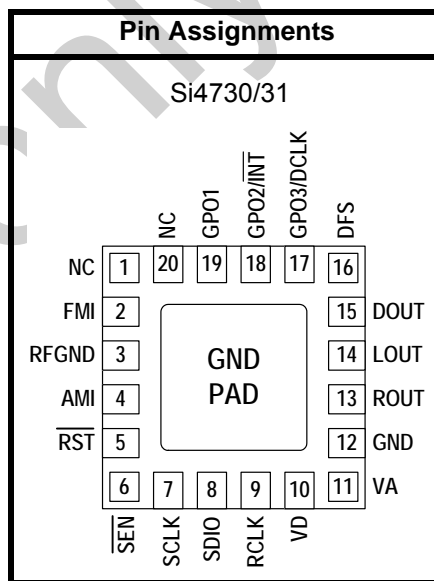 Pin Assignments
Si4730/31
NC
GPO1
GPO2/INT
GPO3/DCLK
DFS
NC 1 20 19 18 17 16
FMI 2 15 DOUT
RFGND 3 14 LOUT
GND
PAD
AMI 4 13 ROUT
RST 5 12 GND
6 7 8 9 10 11 VA
SEN
SCLK
SDIO
RCLK
VD